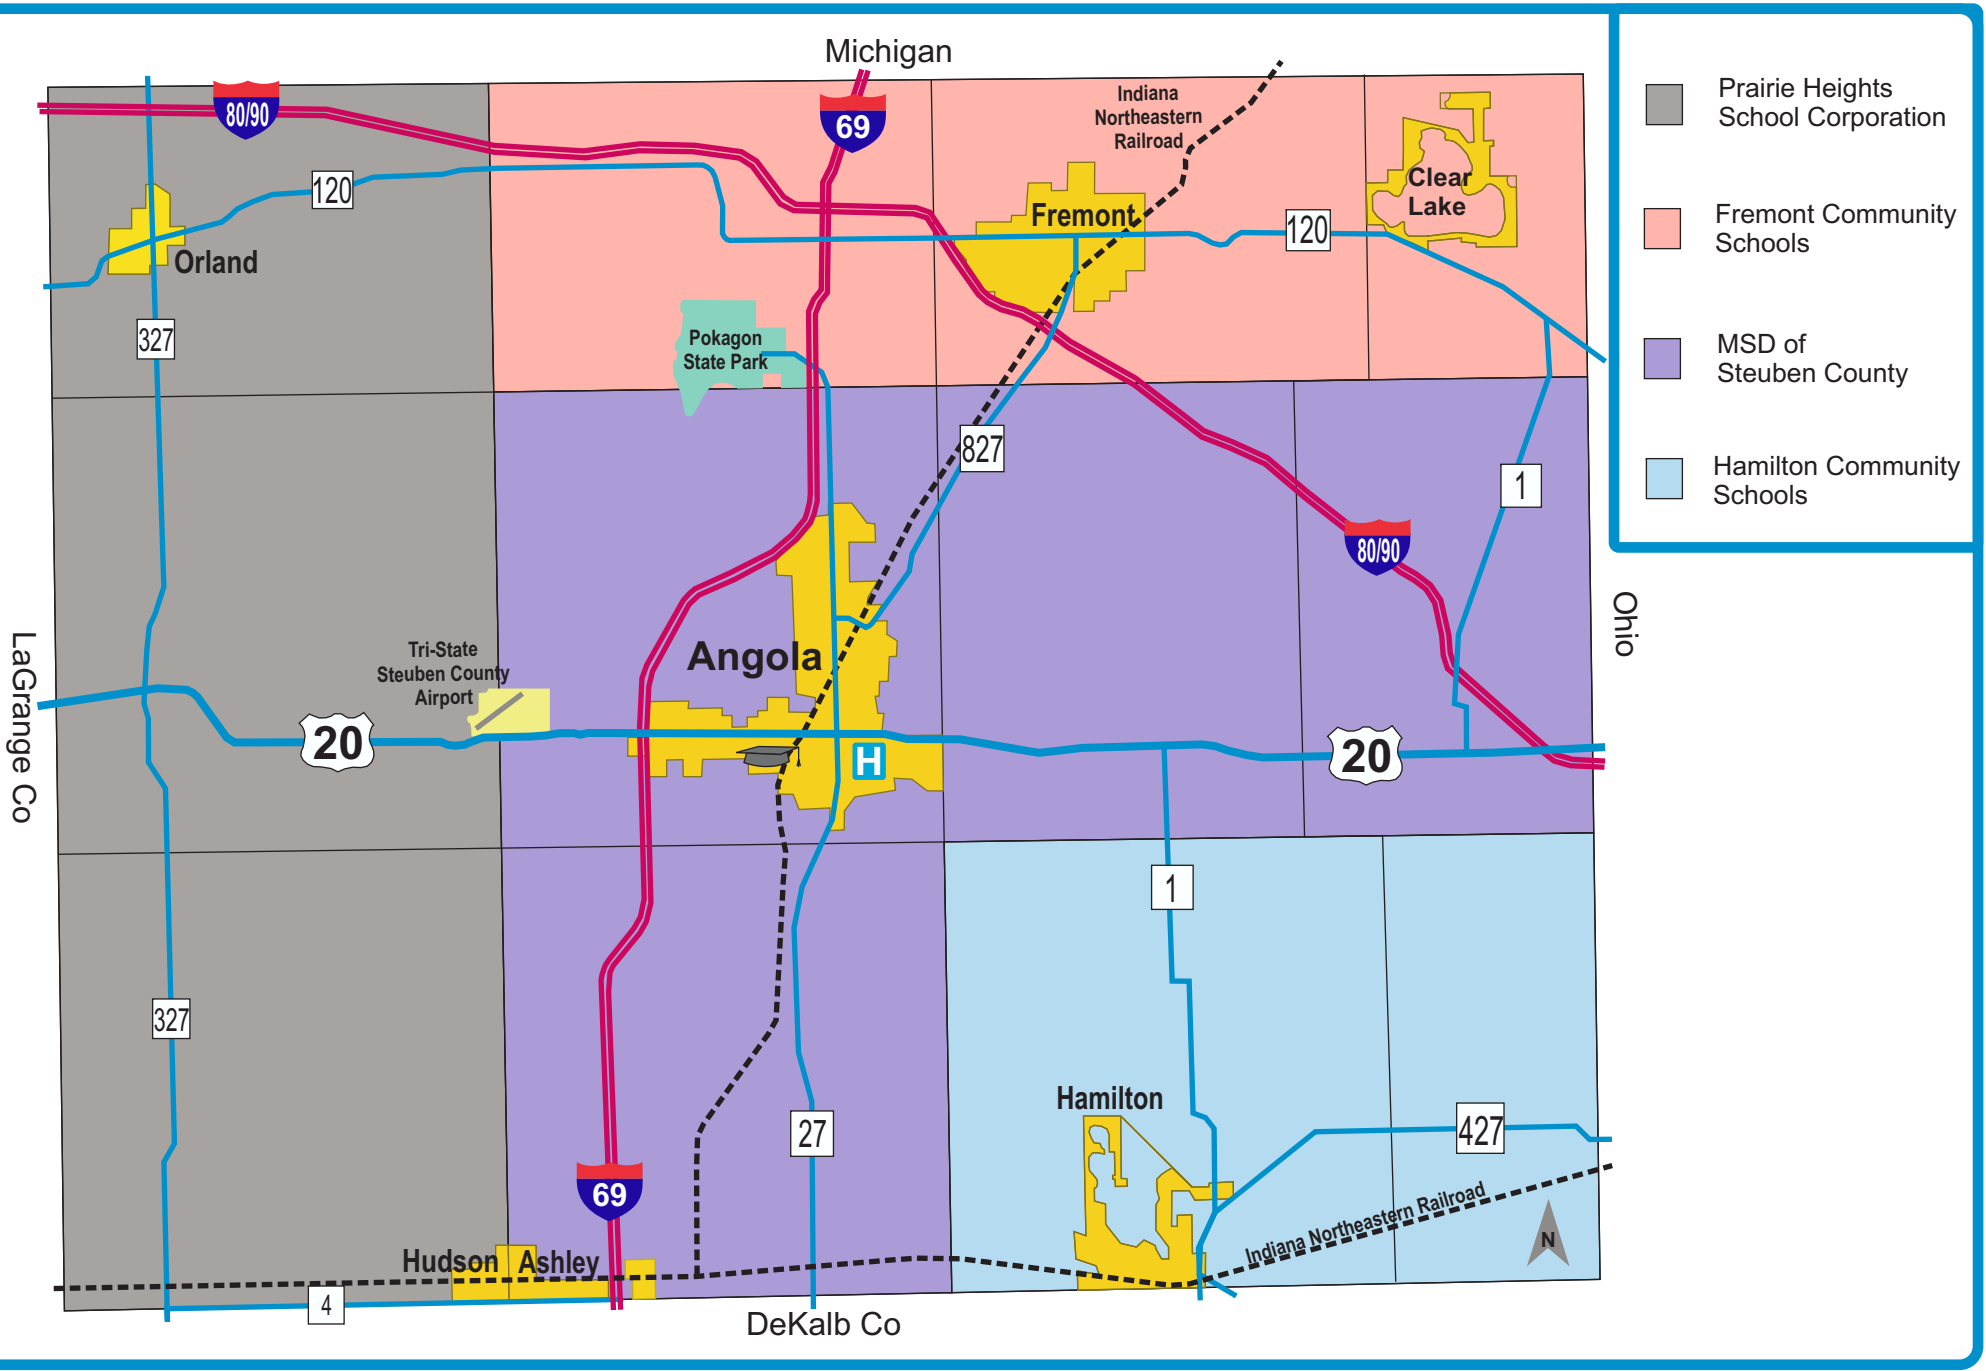 Michigan
80/90
69
Indiana
Northeastern
Railroad
Clear
Lake
120
Fremont
120
Orland
327
Pokagon
State Park
827
1
80/90
Tri-State
Steuben County
Airport
Angola
LaGrange Co
Ohio
20
H
20
1
327
Hamilton
27
427
69
Indiana Northeastern Railroad
N
Hudson
Ashley
4
DeKalb Co
Prairie Heights
School Corporation
Fremont Community
Schools
MSD of
Steuben County
Hamilton Community
Schools